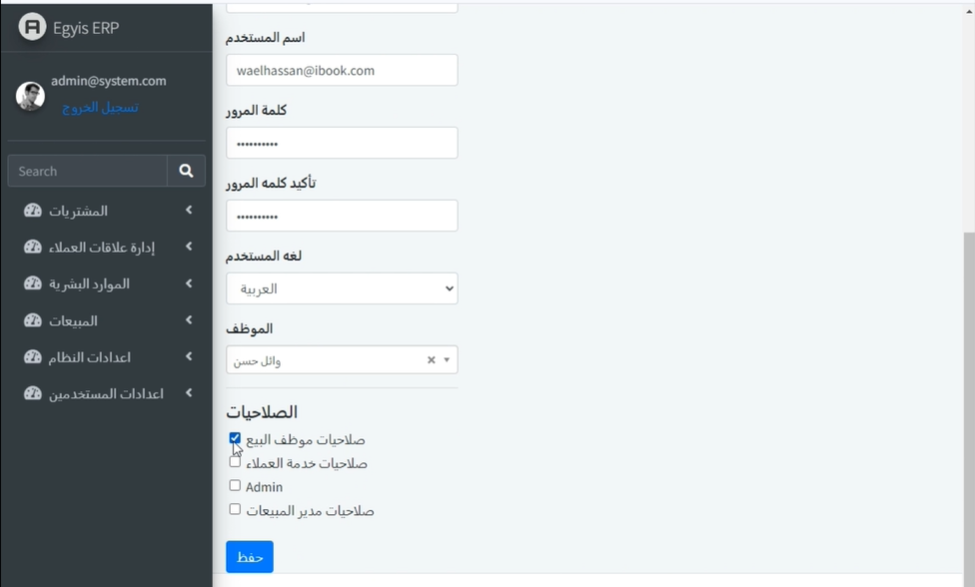 Egyis ERP
admin@system.com
تسجيل الخروج
Search
المشتريات
إدارة علاقات العملاء
الموارد البشرية
المبيعات
اعدادات النظام
اعدادات المستخدمين
اسم المستخدم
waelhassan@ibook.com
كلمة المرور
••••••••••
تأكيد كلمه المرور
••••••••••
لغه المستخدم
العربية
الموظف
وائل حسن
الصلاحيات
صلاحيات موظف البيع
صلاحيات خدمة العملاء
Admin
صلاحيات مدير المبيعات
حفظ